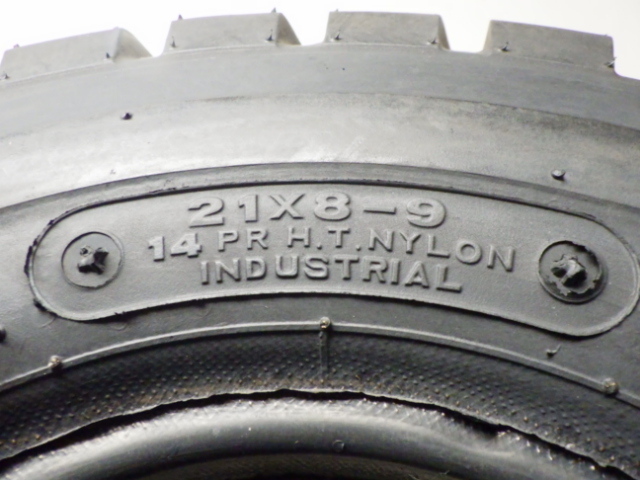 21X8-9
14 PR H.T. NYLON
INDUSTRIAL